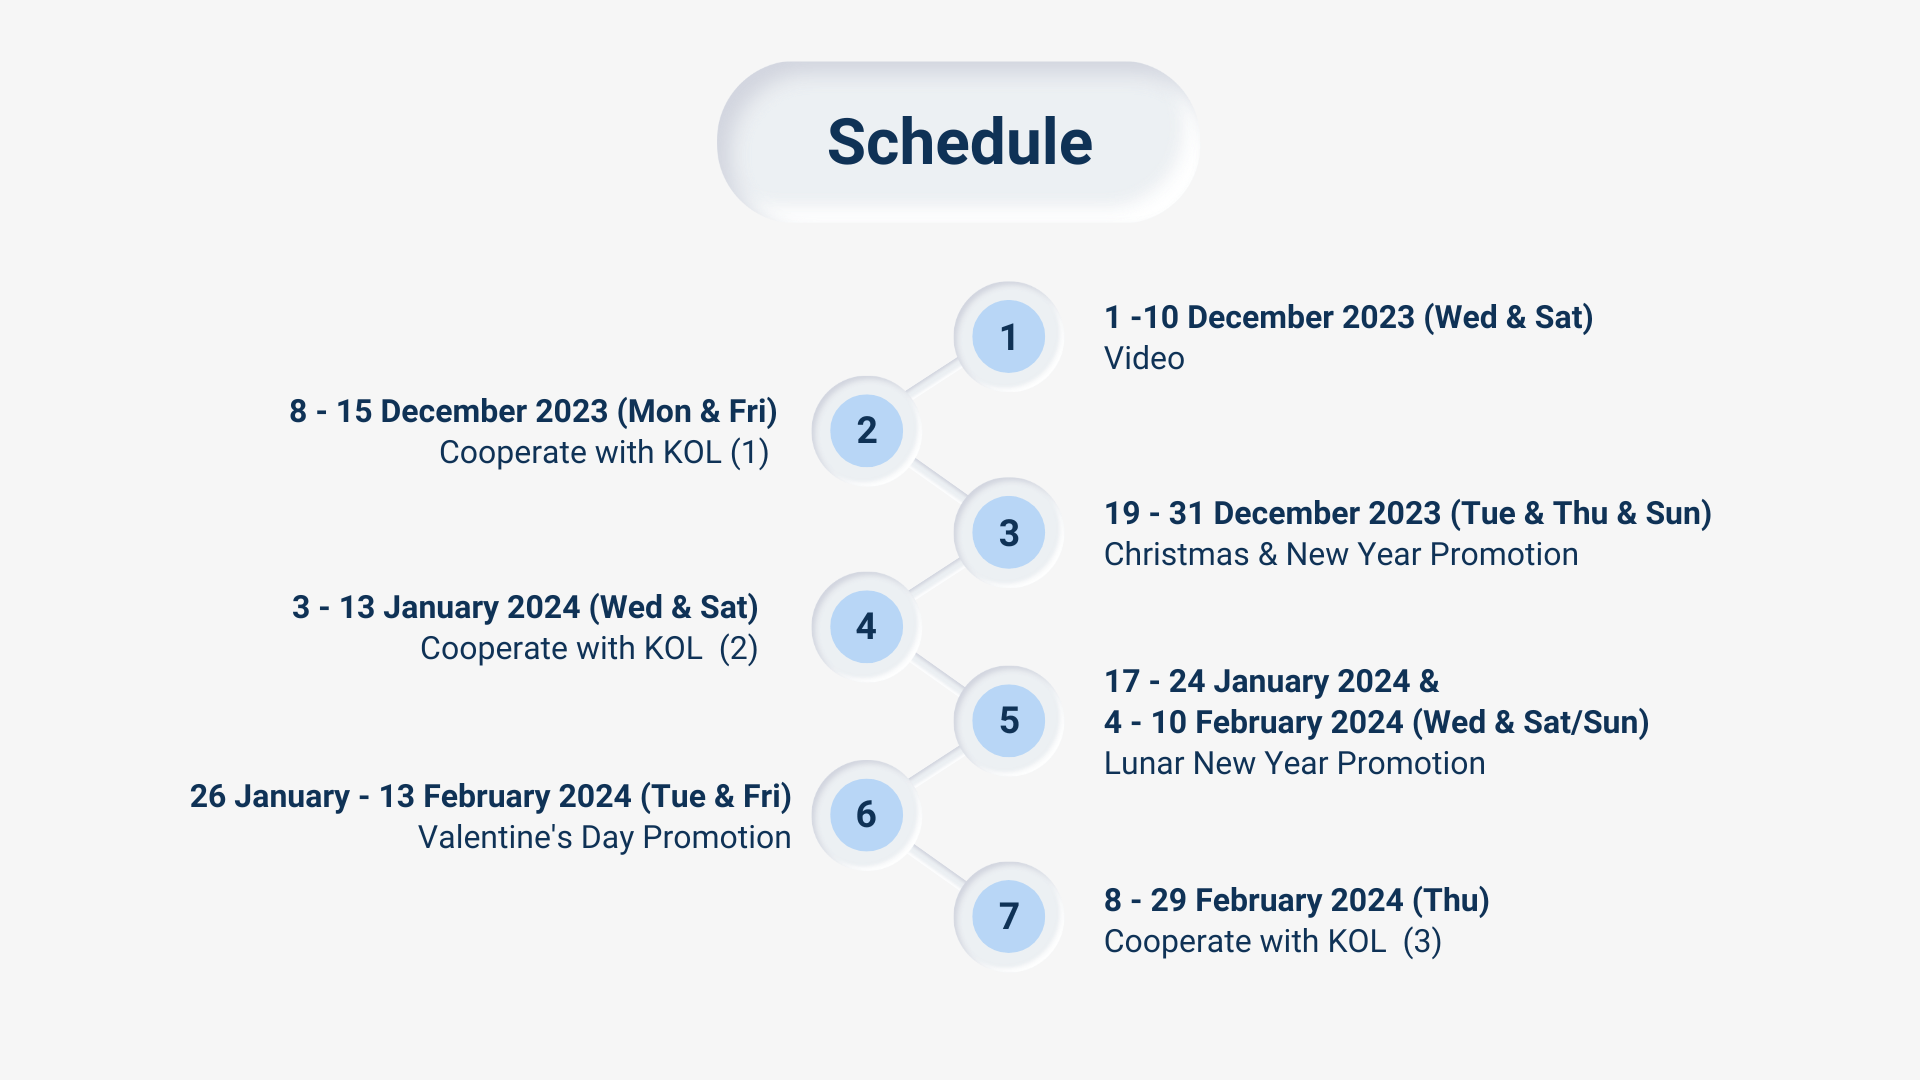 Schedule
1
1 -10 December 2023 (Wed & Sat)
Video
2
8 - 15 December 2023 (Mon & Fri)
Cooperate with KOL (1)
3
19 - 31 December 2023 (Tue & Thu & Sun)
Christmas & New Year Promotion
4
3 - 13 January 2024 (Wed & Sat)
Cooperate with KOL  (2)
5
17 - 24 January 2024 &
4 - 10 February 2024 (Wed & Sat/Sun)
Lunar New Year Promotion
6
26 January - 13 February 2024 (Tue & Fri)
Valentine's Day Promotion
7
8 - 29 February 2024 (Thu)
Cooperate with KOL  (3)